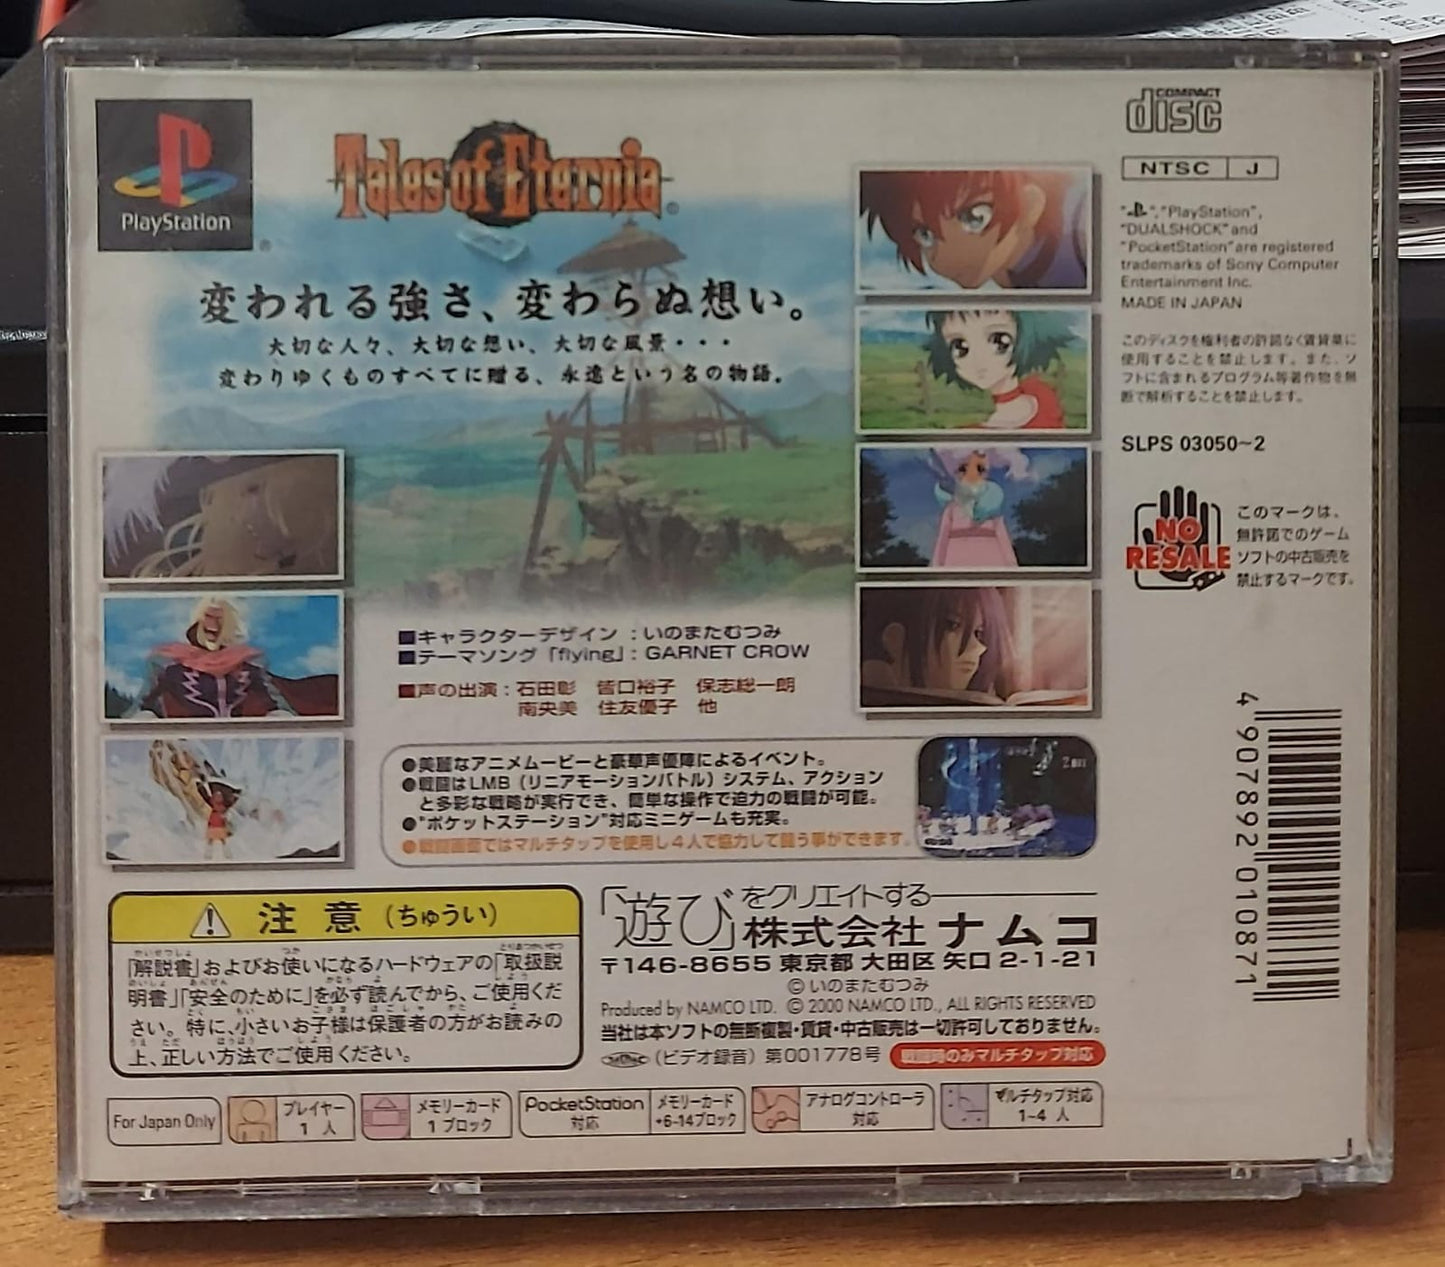 PlayStation
®
Tales of Eternia
®
変われる強さ、変わらぬ想い。
大切な人々、大切な想い、大切な風景・・・
変わりゆくものすべてに贈る、永遠という名の物語。
■キャラクターデザイン：いのまたむつみ
■テーマソング「flying」：GARNET CROW
■声の出演：石田彰 皆口裕子 保志総一朗
南央美 住友優子 他
●美麗なアニメムービーと豪華声優陣によるイベント。
●戦闘はLMB（リニアモーションバトル）システム、アクション
と多彩な戦略が実行でき、簡単な操作で迫力の戦闘が可能。
●"ポケットステーション"対応ミニゲームも充実。
●戦闘画面ではマルチタップを使用し4人で協力して闘う事ができます。
注意（ちゅうい）
「解説書」およびお使いになるハードウェアの「取扱説
明書」「安全のために」を必ず読んでから、ご使用くだ
さい。特に、小さいお子様は保護者の方がお読みの
上、正しい方法でご使用ください。
「遊び」をクリエイトする
株式会社ナムコ
〒146-8655 東京都 大田区 矢口 2-1-21
©いのまたむつみ
Produced by NAMCO LTD. © 2000 NAMCO LTD., ALL RIGHTS RESERVED
当社は本ソフトの無断複製・賃貸・中古販売は一切許可しておりません。
（ビデオ録音）第001778号 戦闘時のみマルチタップ対応
For Japan Only
プレイヤー
1 人
メモリーカード
1 ブロック
PocketStation
対応
メモリーカード
+6-14ブロック
アナログコントローラ
対応
マルチタップ対応
1~4 人
COMPACT
disc
NTSC J
"PlayStation",
"DUALSHOCK" and
"PocketStation" are registered
trademarks of Sony Computer
Entertainment Inc.
MADE IN JAPAN
このディスクを権利者の許諾なく賃貸業に
使用することを禁止します。また、ソ
フトに含まれるプログラム等著作物を無
断で解析することを禁止します。
SLPS 03050~2
NO
RESALE
このマークは、
無許諾でのゲーム
ソフトの中古販売を
禁止するマークです。
4 907892 010871